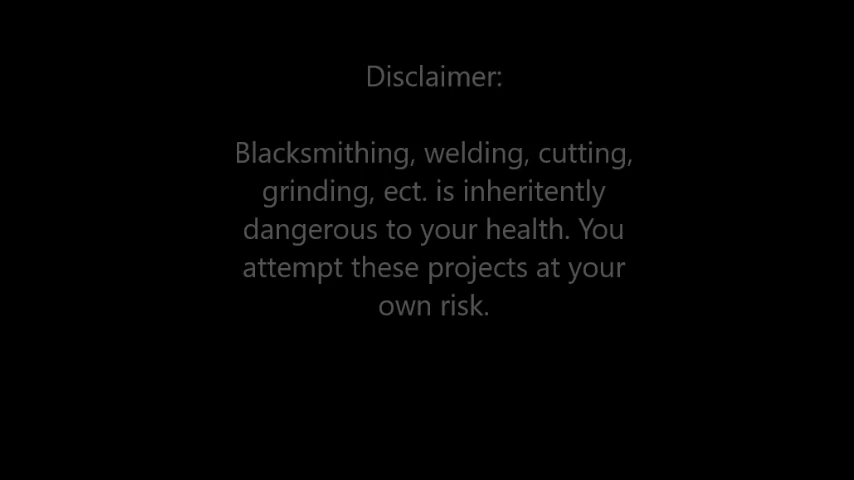 Disclaimer:
Blacksmithing, welding, cutting,
grinding, ect. is inheritently
dangerous to your health. You
attempt these projects at your
own risk.